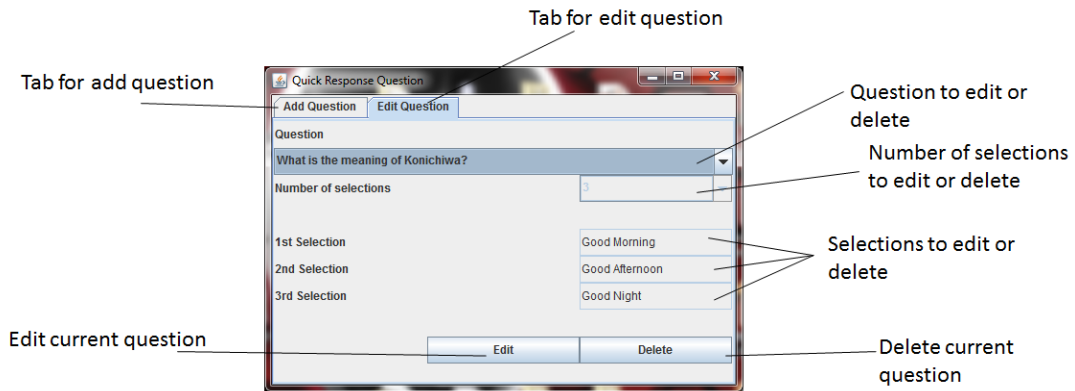 Tab for edit question
Tab for add question
Quick Response Question
Add Question
Edit Question
Question to edit or
delete
Question
What is the meaning of Konichiwa?
Number of selections
to edit or delete
Number of selections
3
1st Selection
Good Morning
Selections to edit or
delete
2nd Selection
Good Afternoon
3rd Selection
Good Night
Edit current question
Edit
Delete
Delete current
question